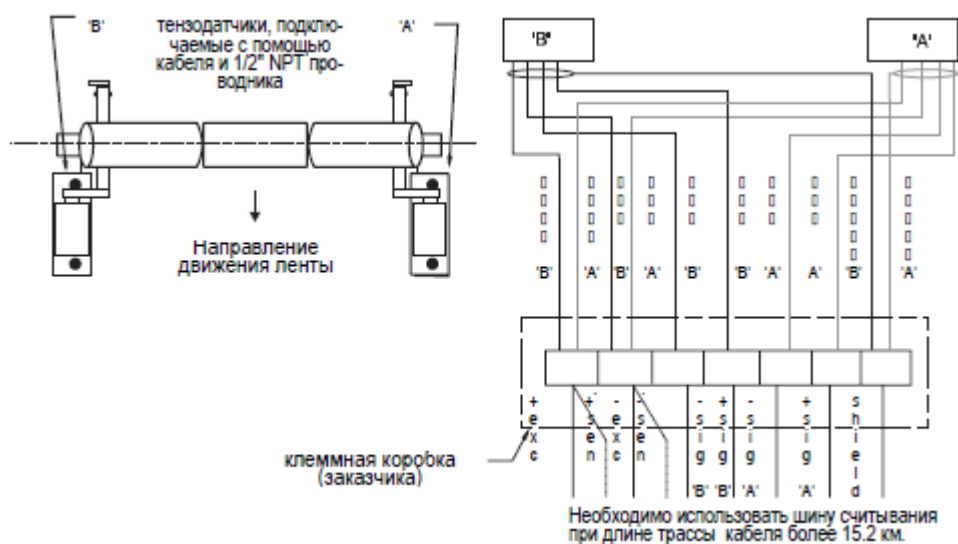 'B'
тензодатчики, подклю-
чаемые с помощью
кабеля и 1/2" NPT про-
водника
'A'
Направление
движения ленты
'B'
"A'
'B'
'A'
'B'
'A'
'B'
'B'
'A'
A'
'B'
'A'
+exc
+sen
-exc
-sen
-sig 'B'
+sig 'B'
-sig 'A'
+sig 'A'
shield
клеммная коробка
(заказчика)
Необходимо использовать шину считывания
при длине трассы кабеля более 15.2 км.